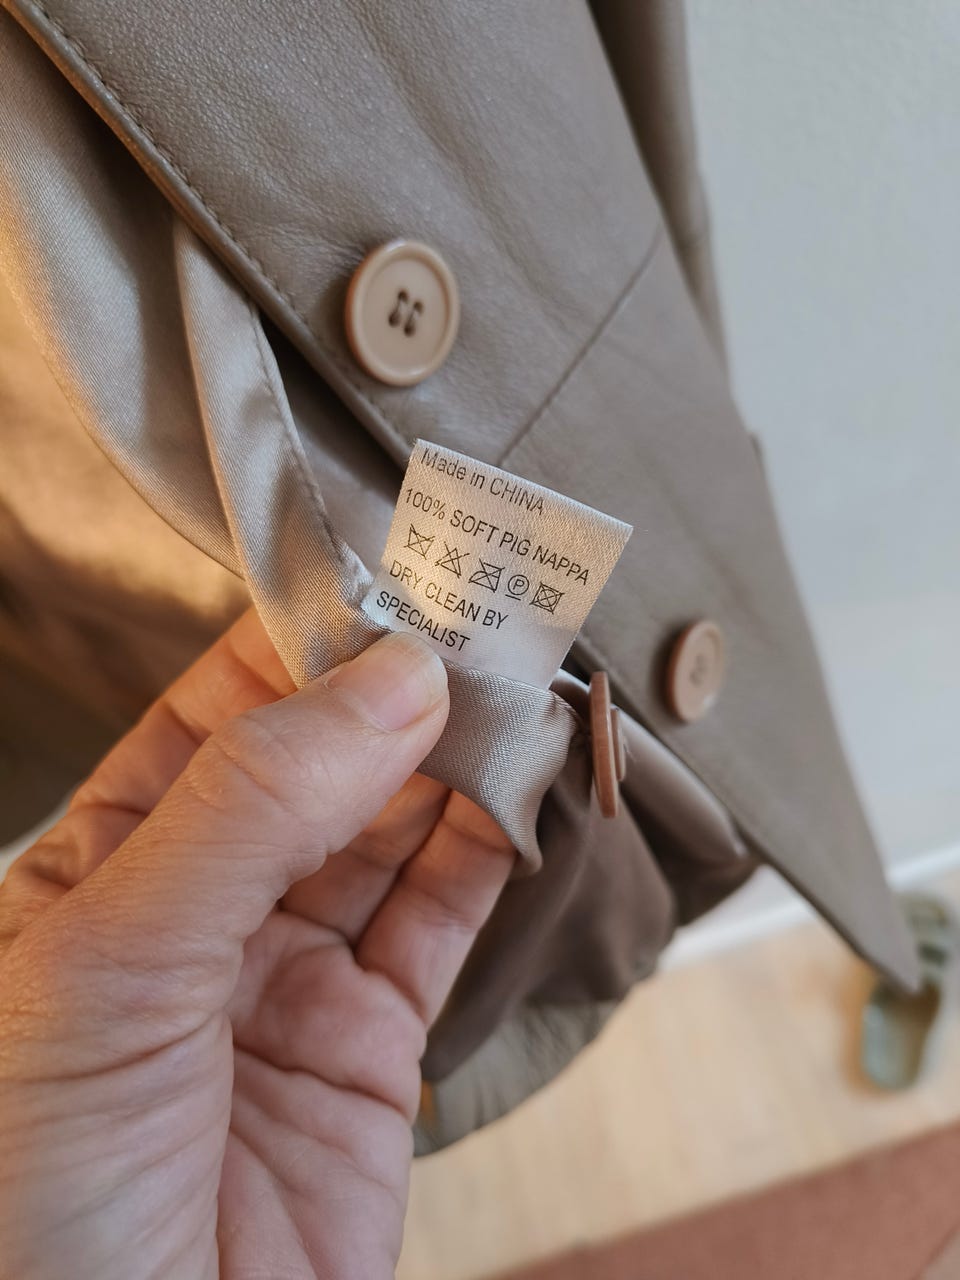 Made in CHINA
100% SOFT PIG NAPPA
P
DRY CLEAN BY
SPECIALIST